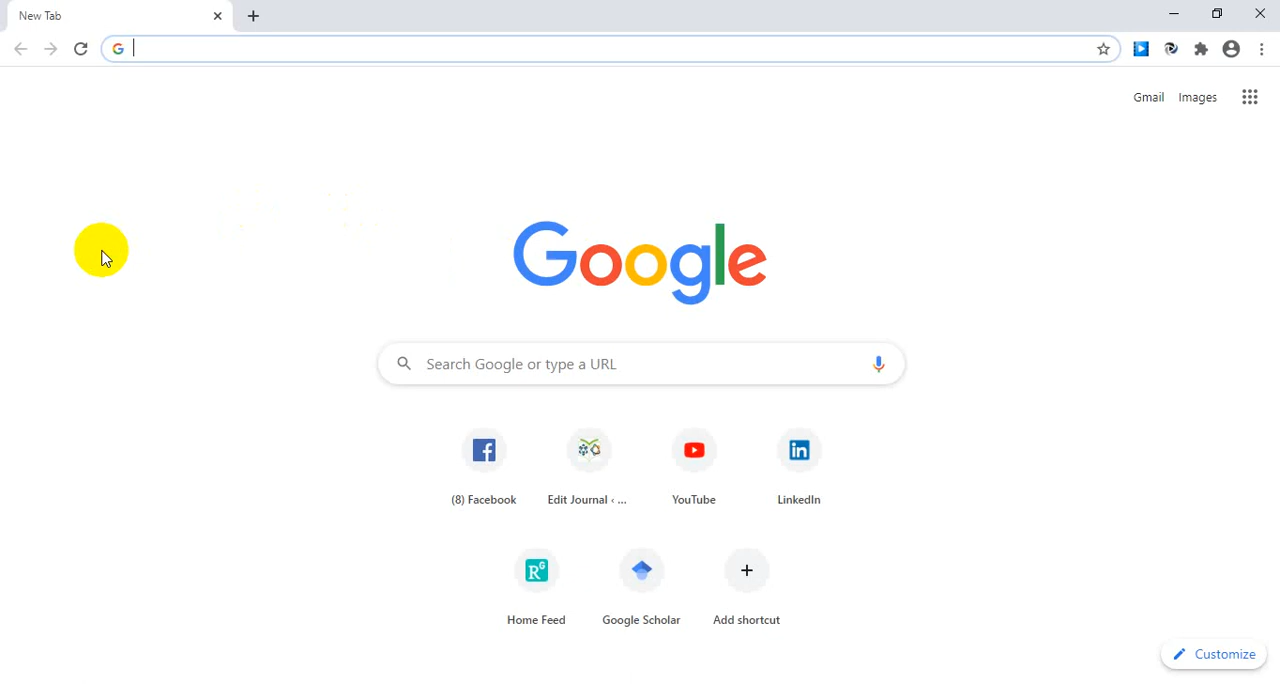 New Tab
Gmail Images
Google
Search Google or type a URL
(8) Facebook
Edit Journal ‹ ...
YouTube
LinkedIn
Home Feed
Google Scholar
Add shortcut
Customize